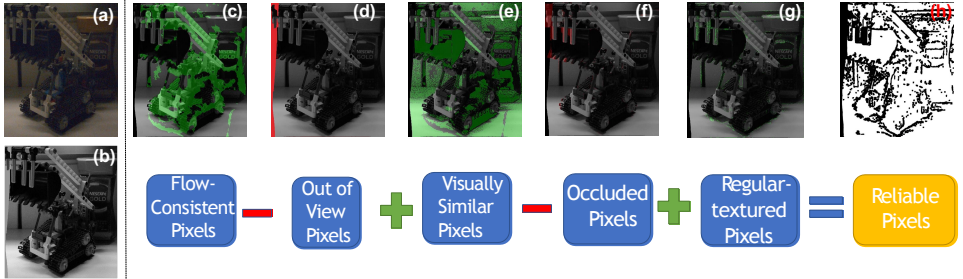 (a)
(c)
(d)
(e)
(f)
(g)
(h)
(b)
Flow-
Consistent
Pixels
Out of
View
Pixels
Visually
Similar
Pixels
Occluded
Pixels
Regular-
textured
Pixels
Reliable
Pixels